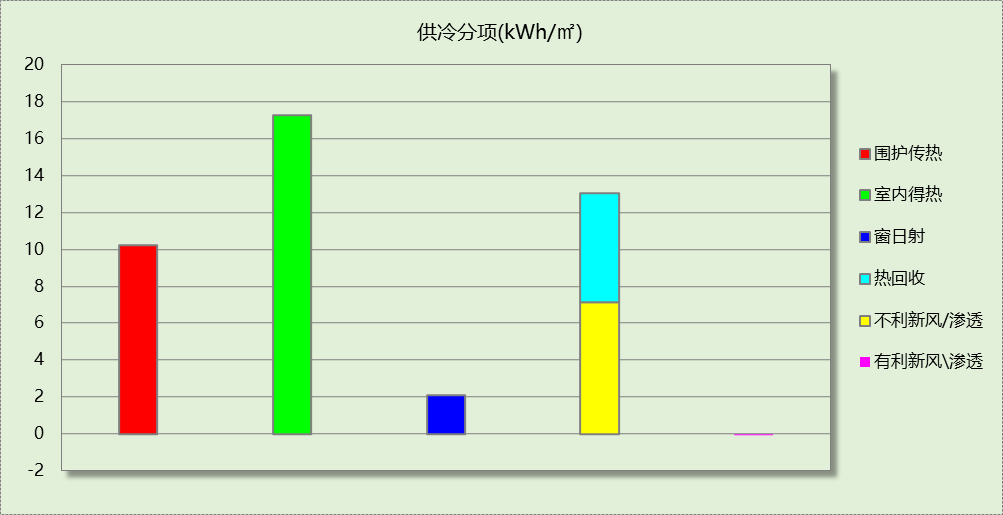 供冷分项(kWh/㎡)
20
18
16
14
12
10
8
6
4
2
0
-2
围护传热
室内得热
窗日射
热回收
不利新风/渗透
有利新风\渗透